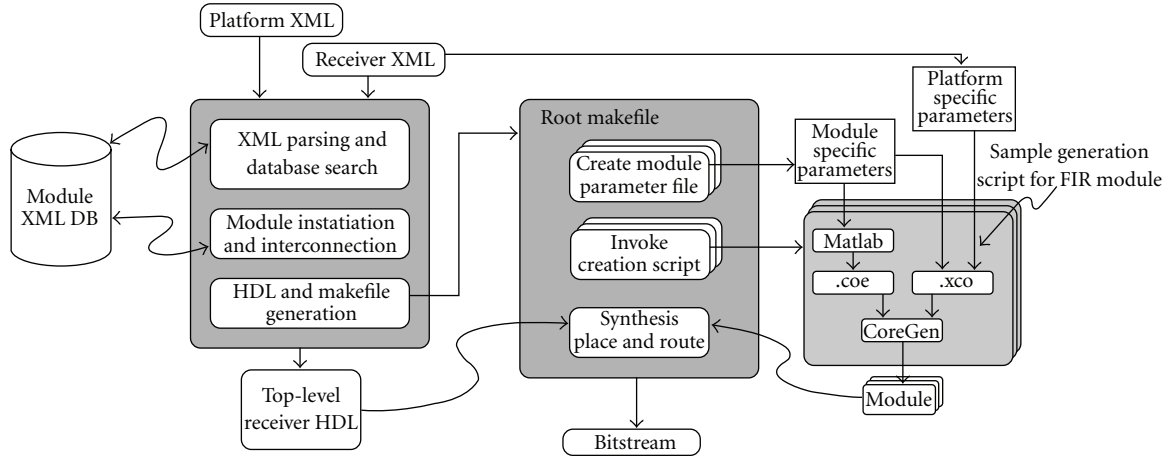 Platform XML
Receiver XML
XML parsing and
database search
Module instatiation
and interconnection
HDL and makefile
generation
Module
XML DB
Top-level
receiver HDL
Root makefile
Create module
parameter file
Invoke
creation script
Synthesis
place and route
Bitstream
Module
specific
parameters
Platform
specific
parameters
Sample generation
script for FIR module
Matlab
.coe
.xco
CoreGen
Module